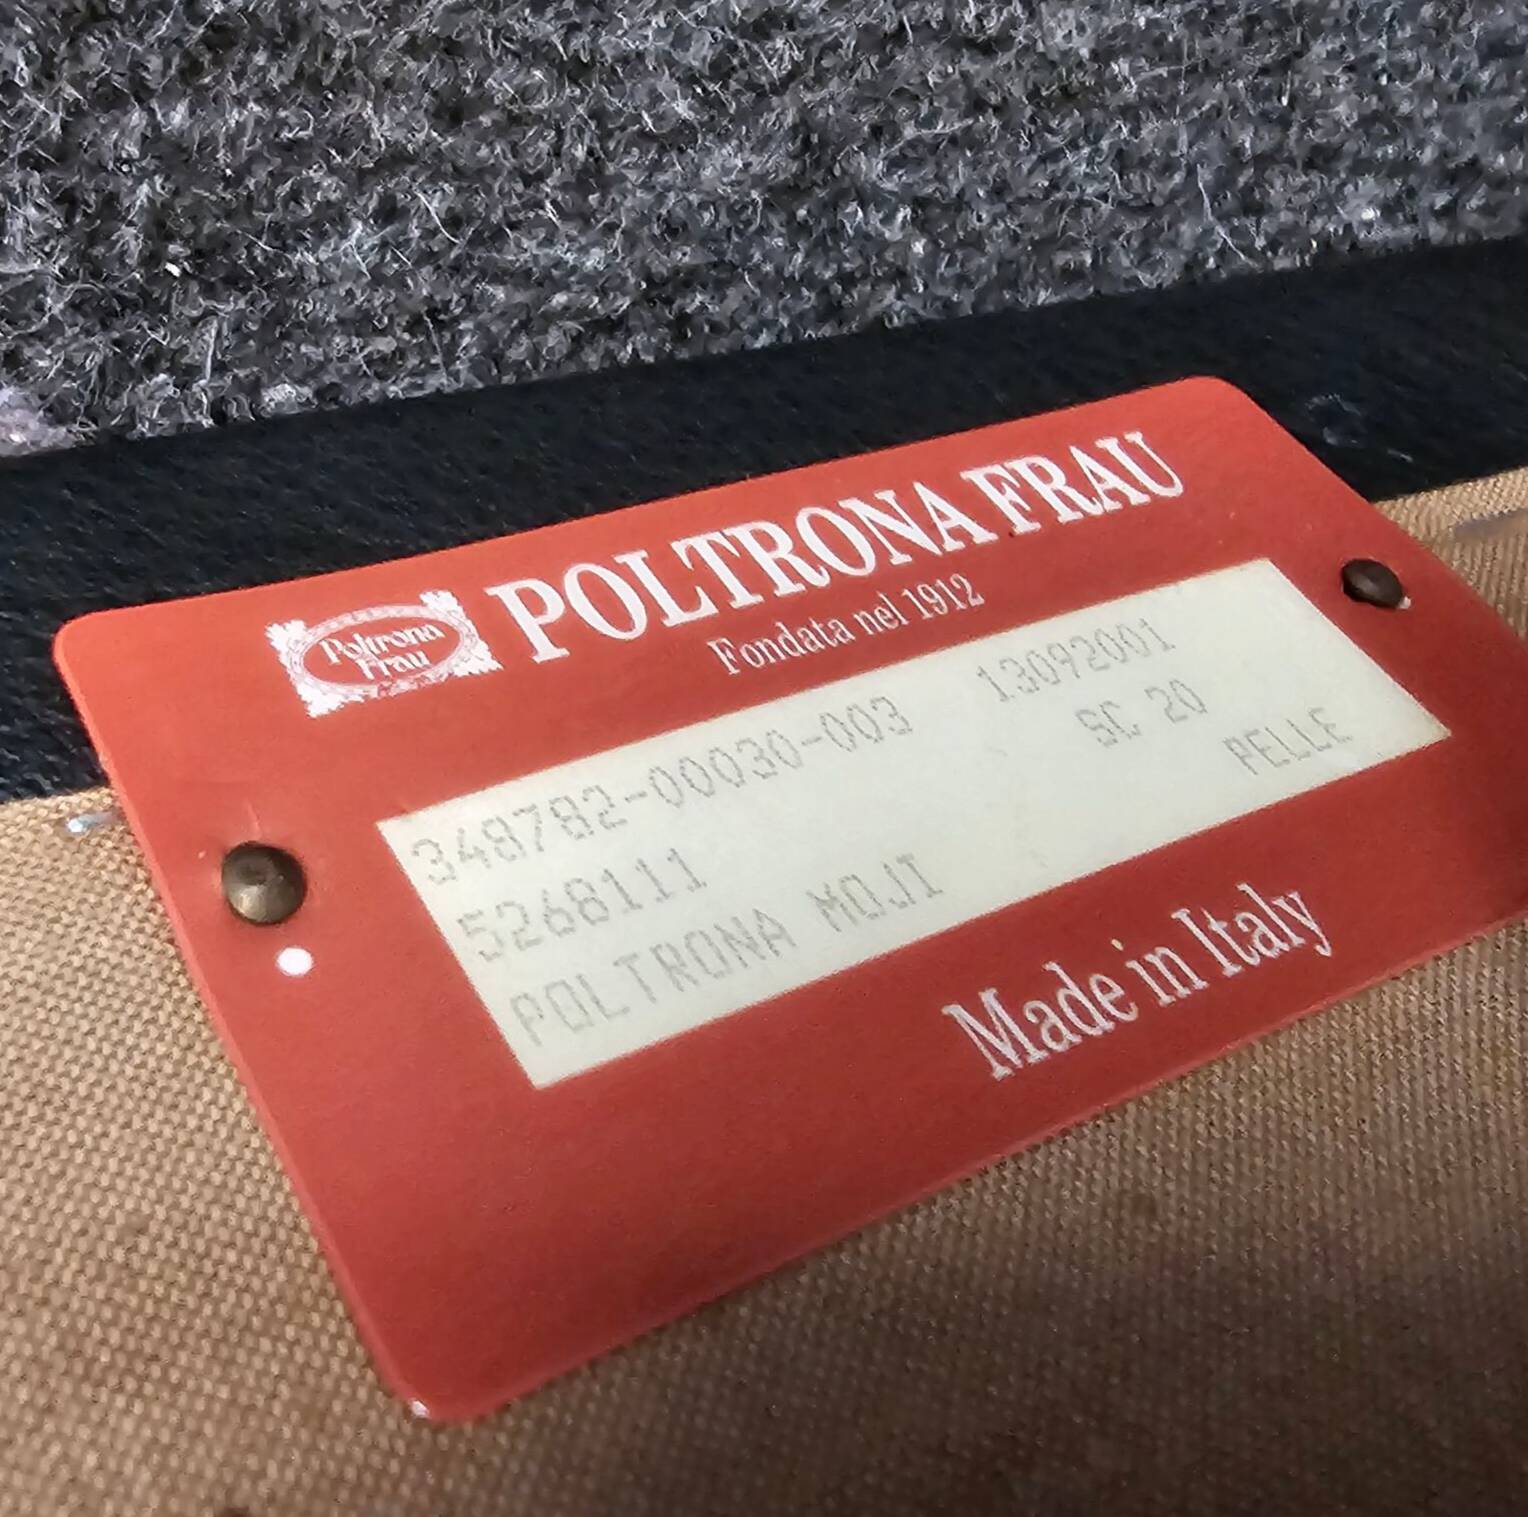 Poltrona
Frau
POLTRONA FRAU
Fondata nel 1912
348782-00030-003 13092001
5268111 SC 20
POLTRONA MOJI PELLE
Made in Italy